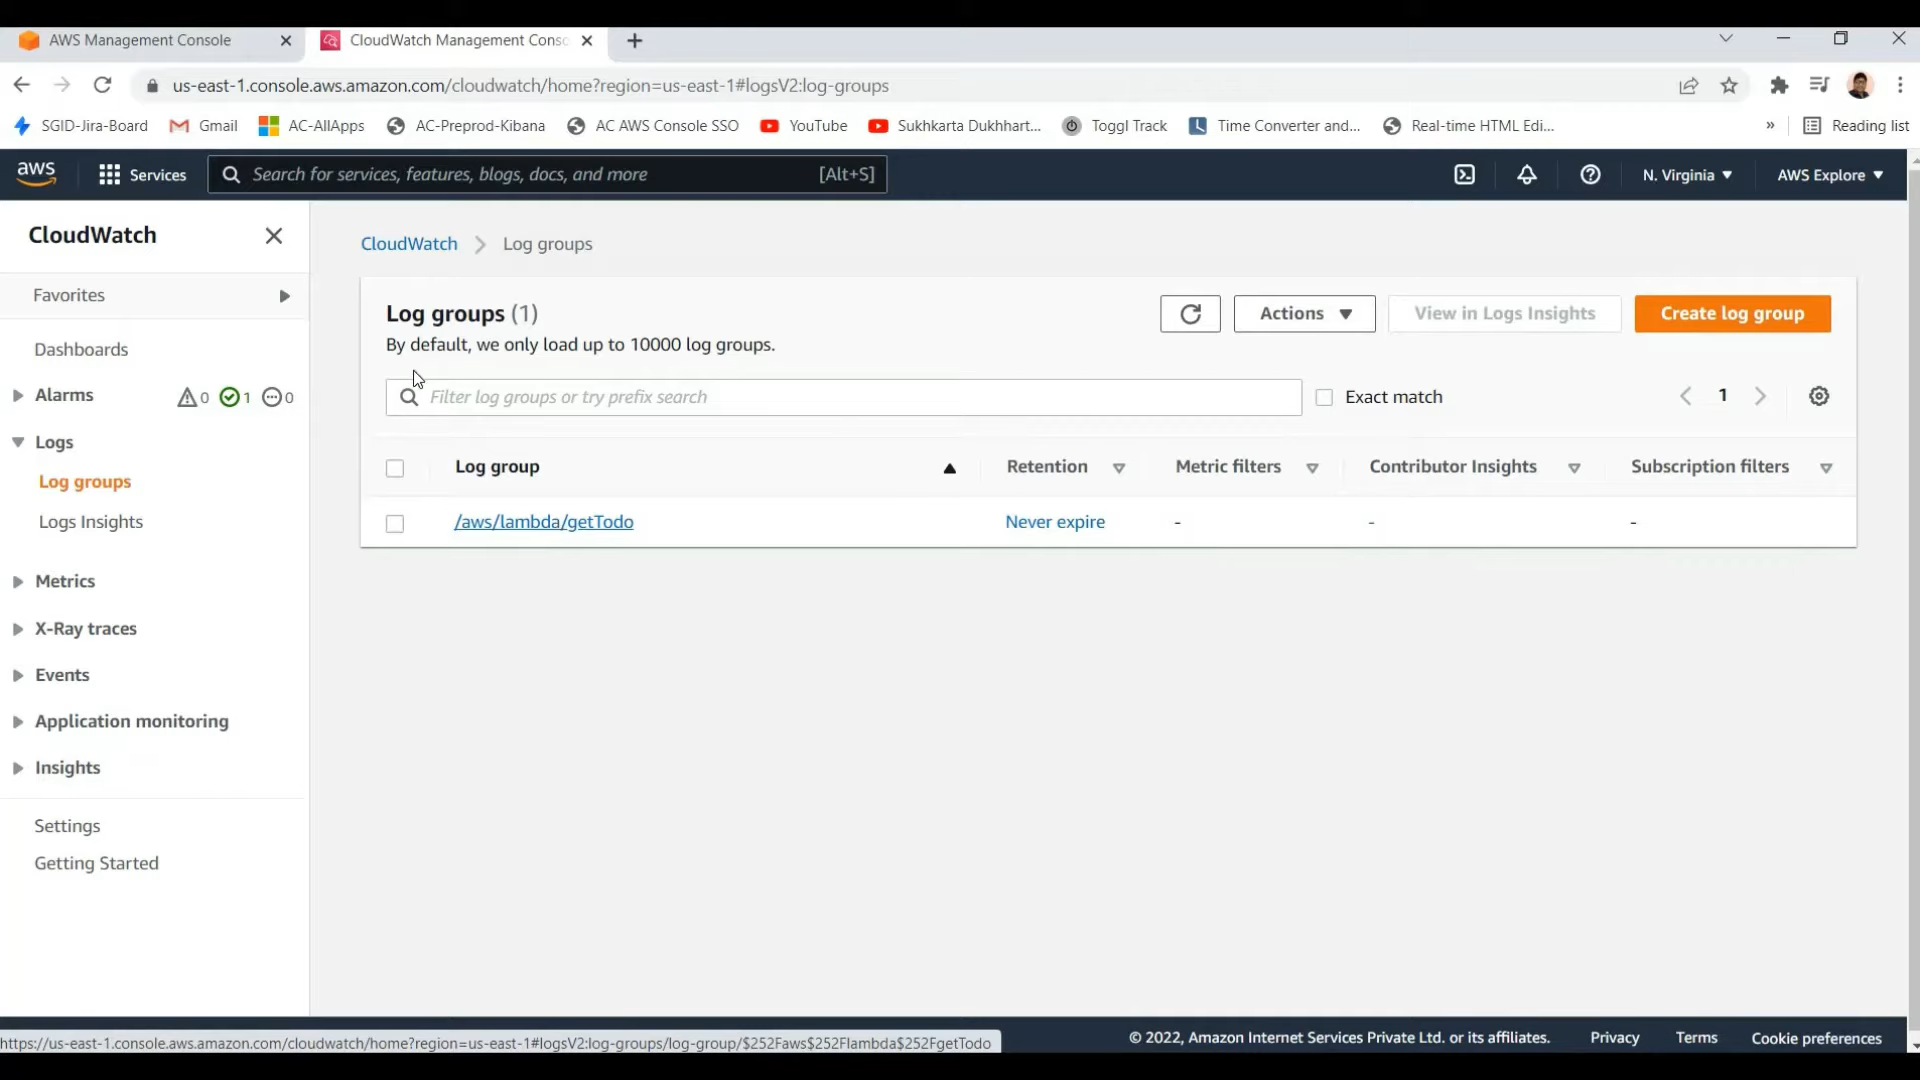 AWS Management Console
CloudWatch Management Conso
us-east-1.console.aws.amazon.com/cloudwatch/home?region=us-east-1#logsV2:log-groups
SGID-Jira-Board Gmail AC-AllApps AC-Preprod-Kibana AC AWS Console SSO YouTube Sukhkarta Dukhhart... Toggl Track Time Converter and... Real-time HTML Edi... » Reading list
aws Services Search for services, features, blogs, docs, and more [Alt+S] N. Virginia AWS Explore
CloudWatch
Favorites
Dashboards
Alarms 0 1 0
Logs
Log groups
Logs Insights
Metrics
X-Ray traces
Events
Application monitoring
Insights
Settings
Getting Started
CloudWatch Log groups
Log groups (1)
By default, we only load up to 10000 log groups.
Actions View in Logs Insights Create log group
Filter log groups or try prefix search Exact match 1
Log group Retention Metric filters Contributor Insights Subscription filters
/aws/lambda/getTodo Never expire - - -
https://us-east-1.console.aws.amazon.com/cloudwatch/home?region=us-east-1#logsV2:log-groups/log-group/$252Faws$252Flambda$252FgetTodo
© 2022, Amazon Internet Services Private Ltd. or its affiliates. Privacy Terms Cookie preferences